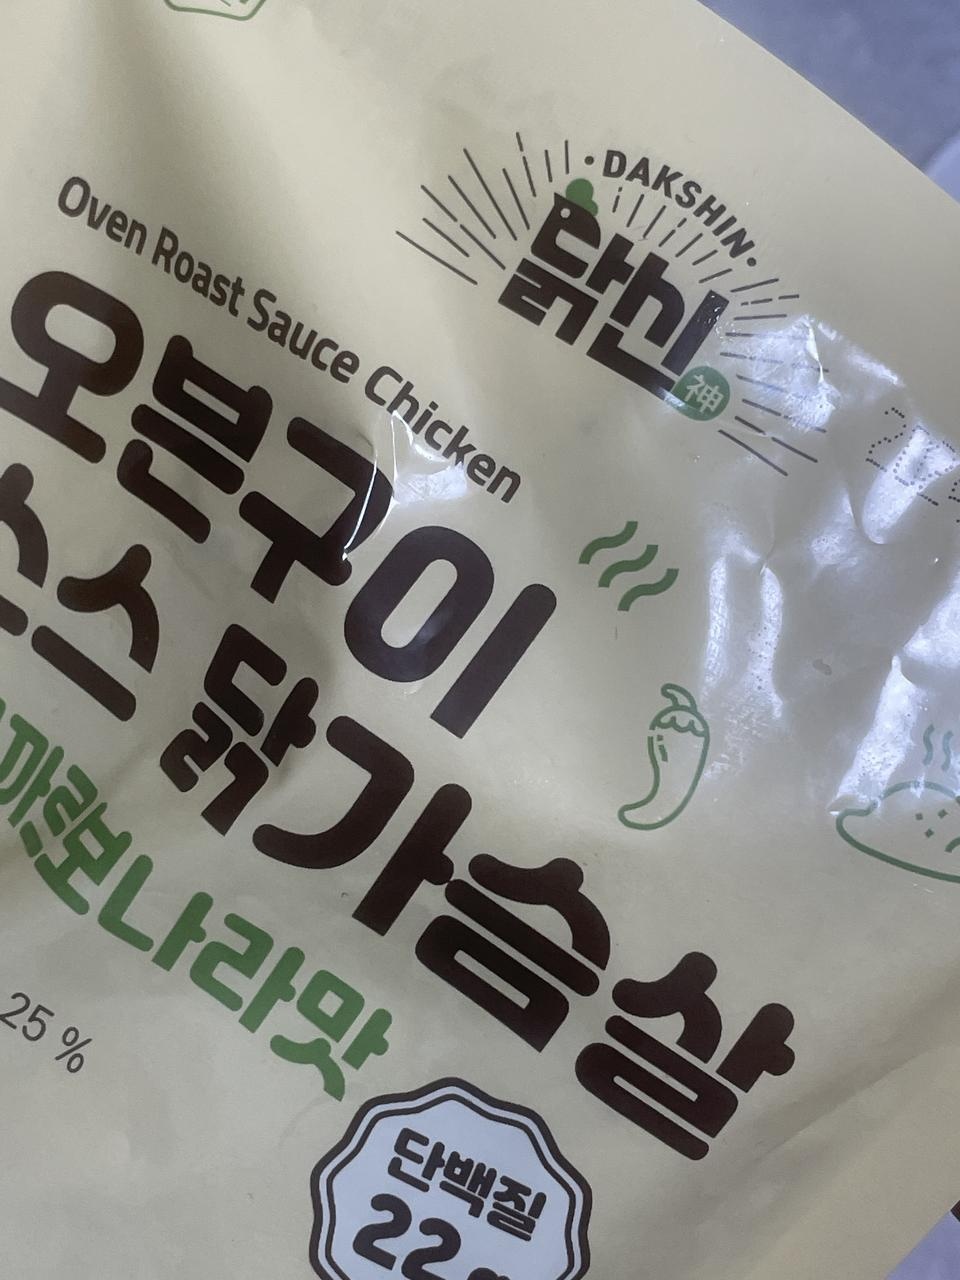 DAKSHIN
닭신
神
Oven Roast Sauce Chicken
오븐구이
스 닭가슴살
까르보나라맛
25 %
단백질
22